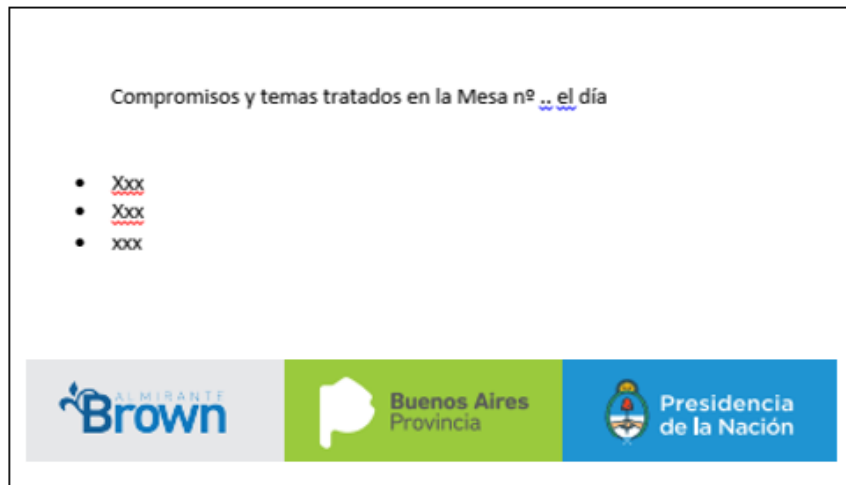 Compromisos y temas tratados en la Mesa nº .. el día
• Xxx
• Xxx
• xxx
ALMIRANTE
Brown
Buenos Aires
Provincia
Presidencia
de la Nación